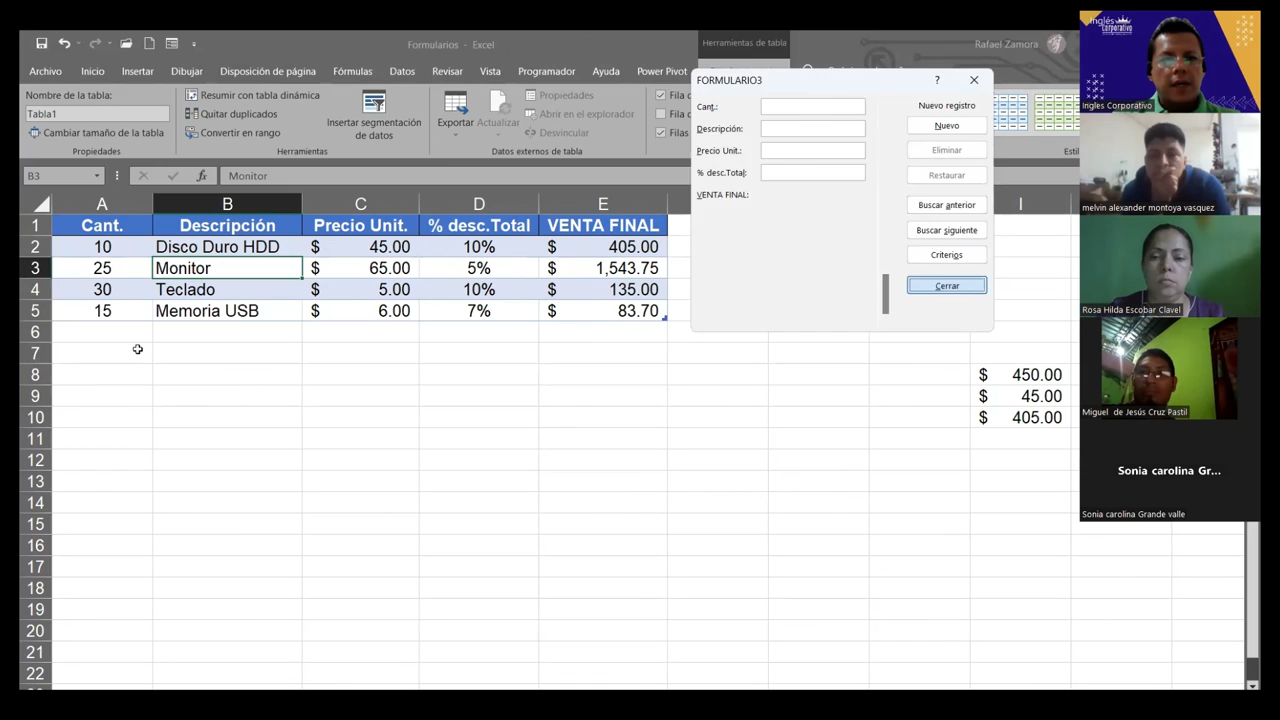 Formularios - Excel
Herramientas de tabla
Rafael Zamora
Archivo Inicio Insertar Dibujar Disposición de página Fórmulas Datos Revisar Vista Programador Ayuda Power Pivot
Nombre de la tabla:
Tabla1
Cambiar tamaño de la tabla
Propiedades
Resumir con tabla dinámica
Quitar duplicados
Convertir en rango
Herramientas
Insertar segmentación
de datos
Exportar
Actualizar
Propiedades
Abrir en el explorador
Desvincular
Datos externos de tabla
Fila
Filas
FORMULARIO3
?
Cant.:
Descripción:
Precio Unit.:
% desc.Total:
VENTA FINAL:
Nuevo registro
Nuevo
Eliminar
Restaurar
Buscar anterior
Buscar siguiente
Criterios
Cerrar
B3 fx Monitor
A B C D E I
1 Cant. Descripción Precio Unit. % desc.Total VENTA FINAL
2 10 Disco Duro HDD $ 45.00 10% $ 405.00
3 25 Monitor $ 65.00 5% $ 1,543.75
4 30 Teclado $ 5.00 10% $ 135.00
5 15 Memoria USB $ 6.00 7% $ 83.70
6
7
8 $ 450.00
9 $ 45.00
10 $ 405.00
11
12
13
14
15
16
17
18
19
20
21
22
Inglés
Corporativo
Ingles Corporativo
melvin alexander montoya vasquez
Rosa Hilda Escobar Clavel
Miguel de Jesús Cruz Pastil
Sonia carolina Gr...
Sonia carolina Grande valle